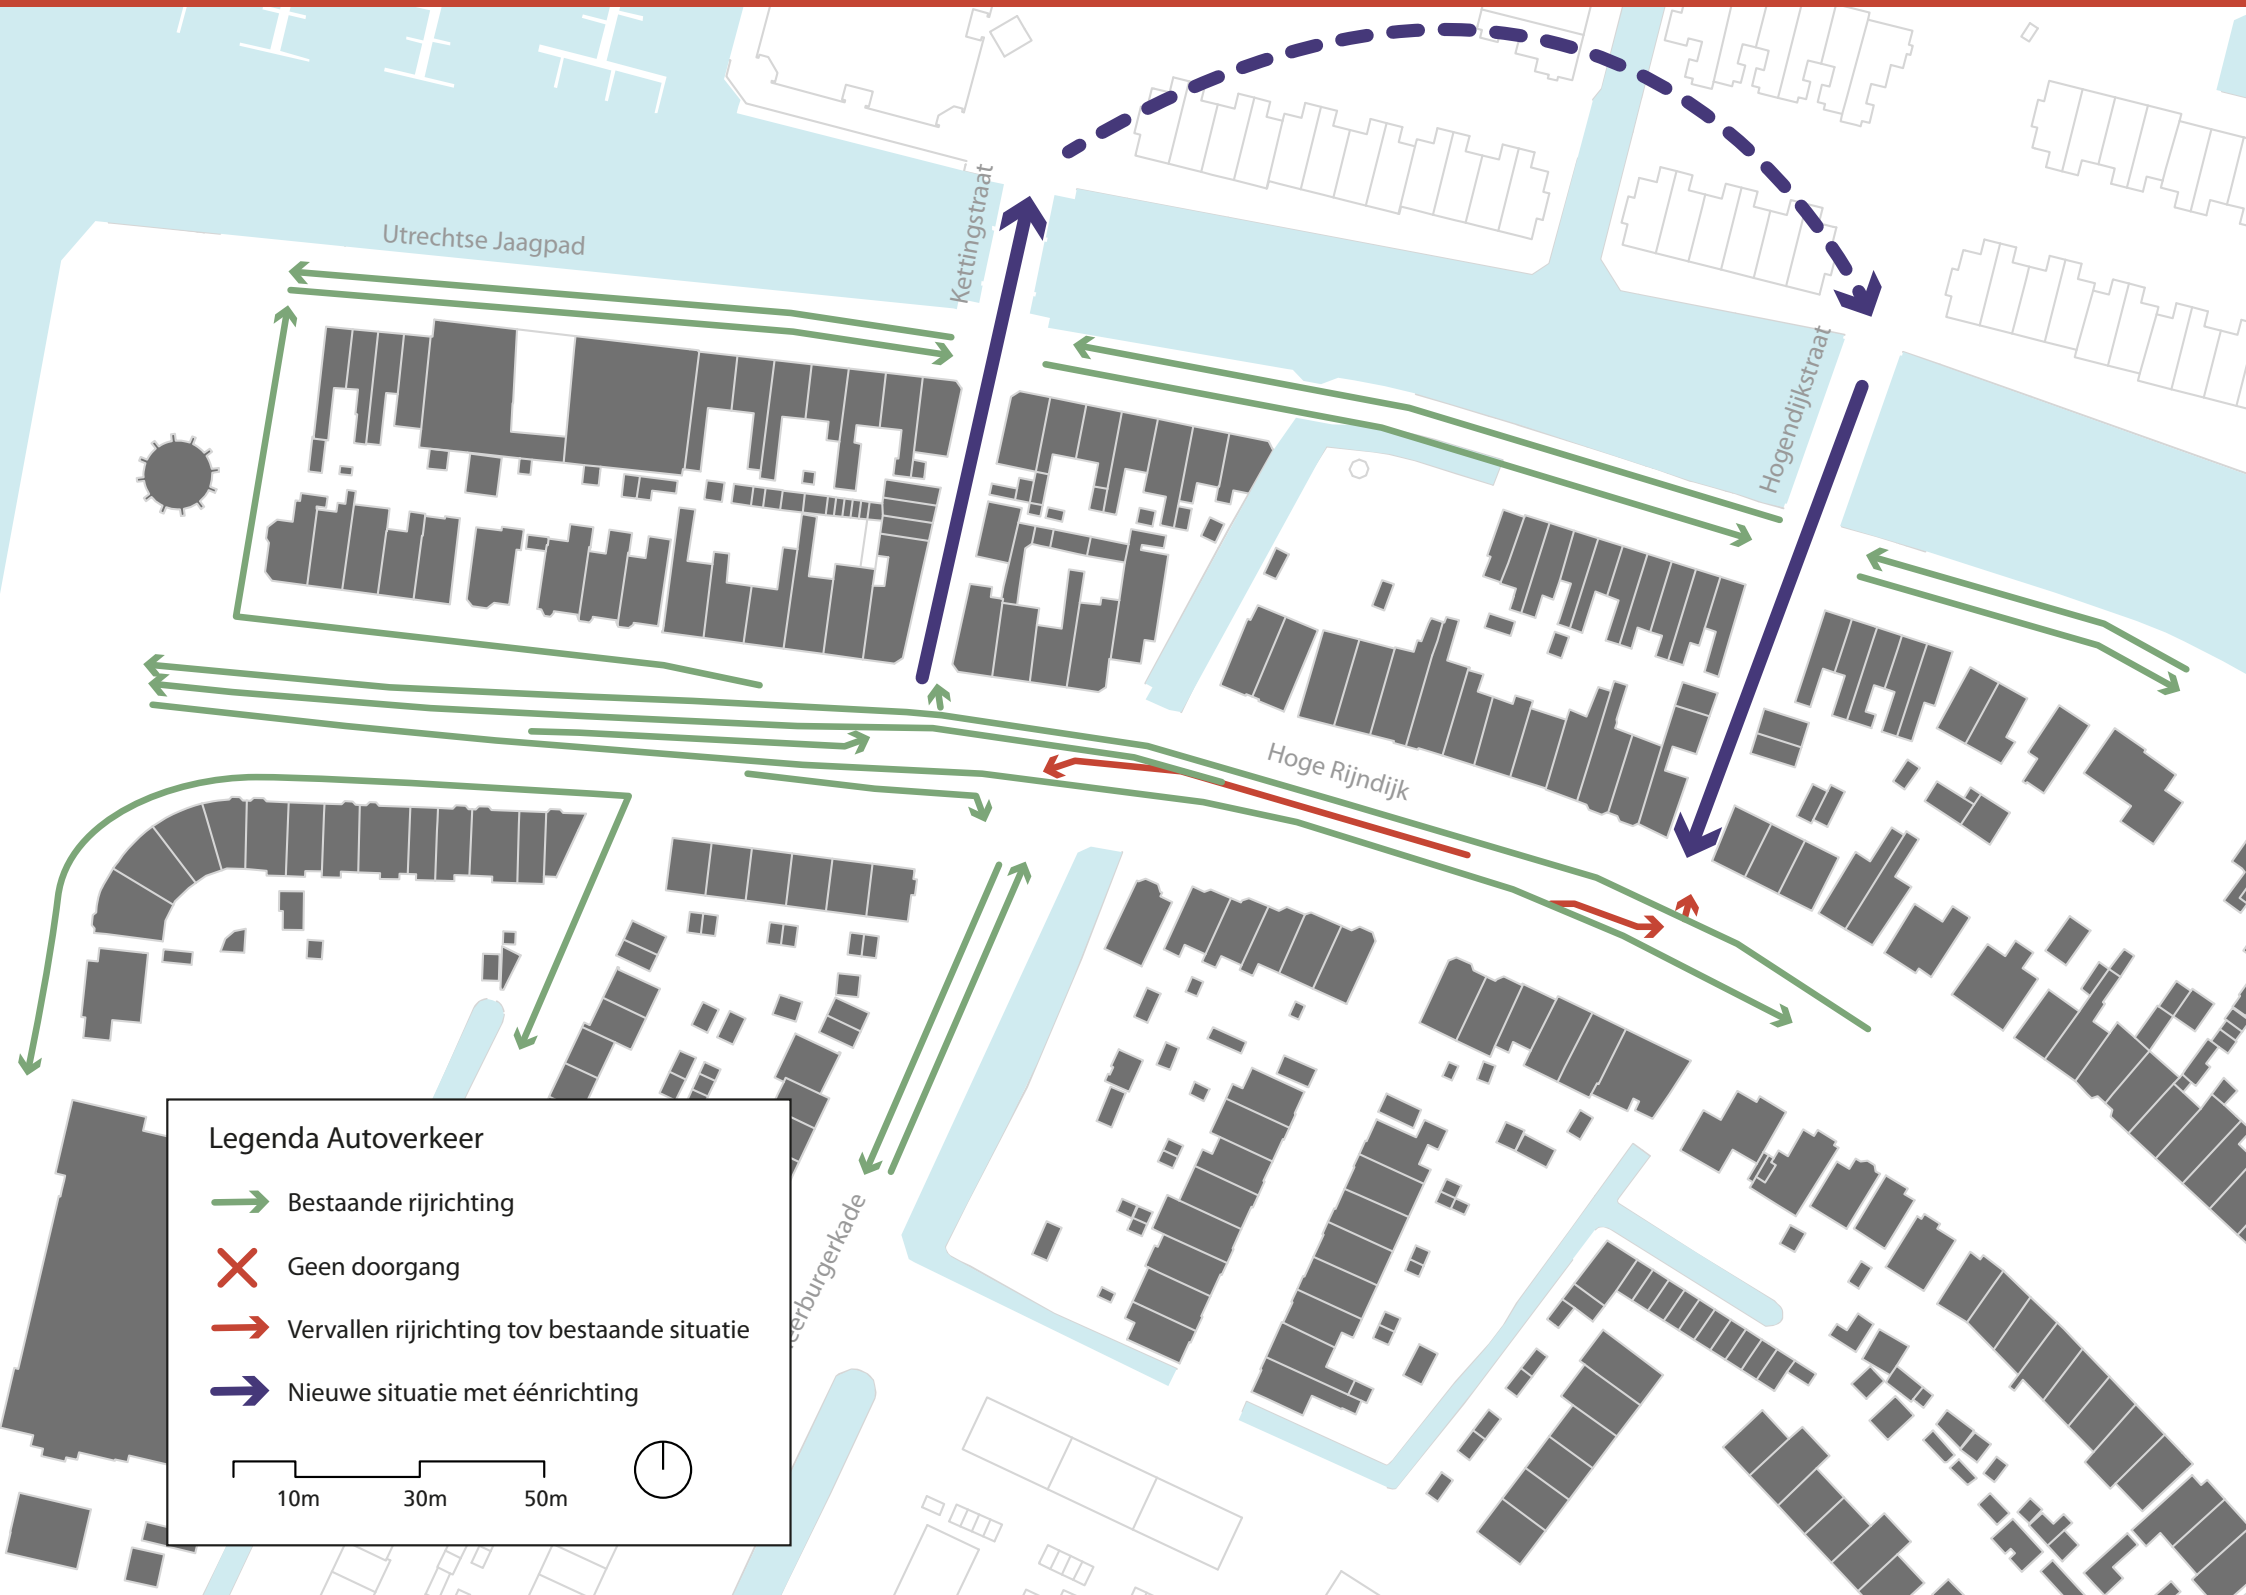 Utrechtse Jaagpad
Kettingstraat
Hogendijkstraat
Hoge Rijndijk
eerburgerkade
Legenda Autoverkeer
Bestaande rijrichting
Geen doorgang
Vervallen rijrichting tov bestaande situatie
Nieuwe situatie met éénrichting
10m 30m 50m